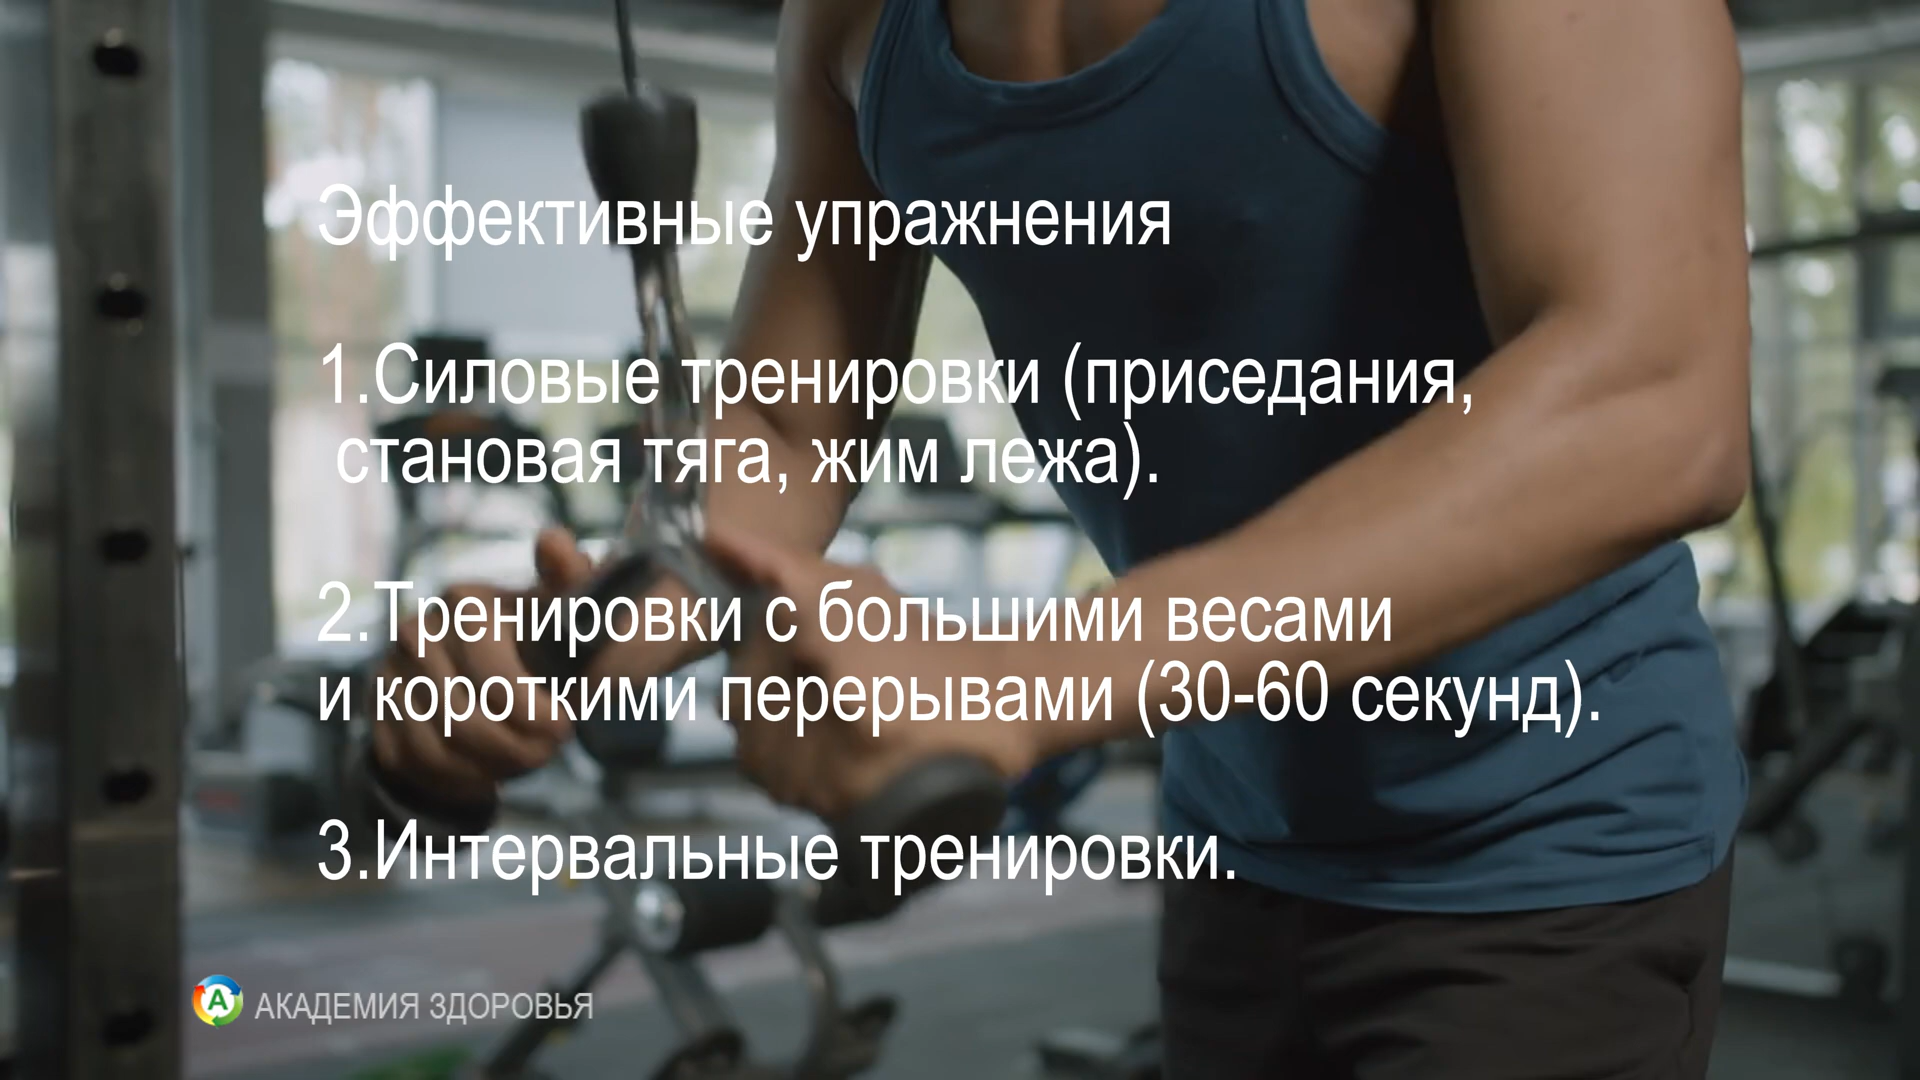 Эффективные упражнения
1.Силовые тренировки (приседания,
становая тяга, жим лежа).
2.Тренировки с большими весами
и короткими перерывами (30-60 секунд).
3.Интервальные тренировки.
А АКАДЕМИЯ ЗДОРОВЬЯ